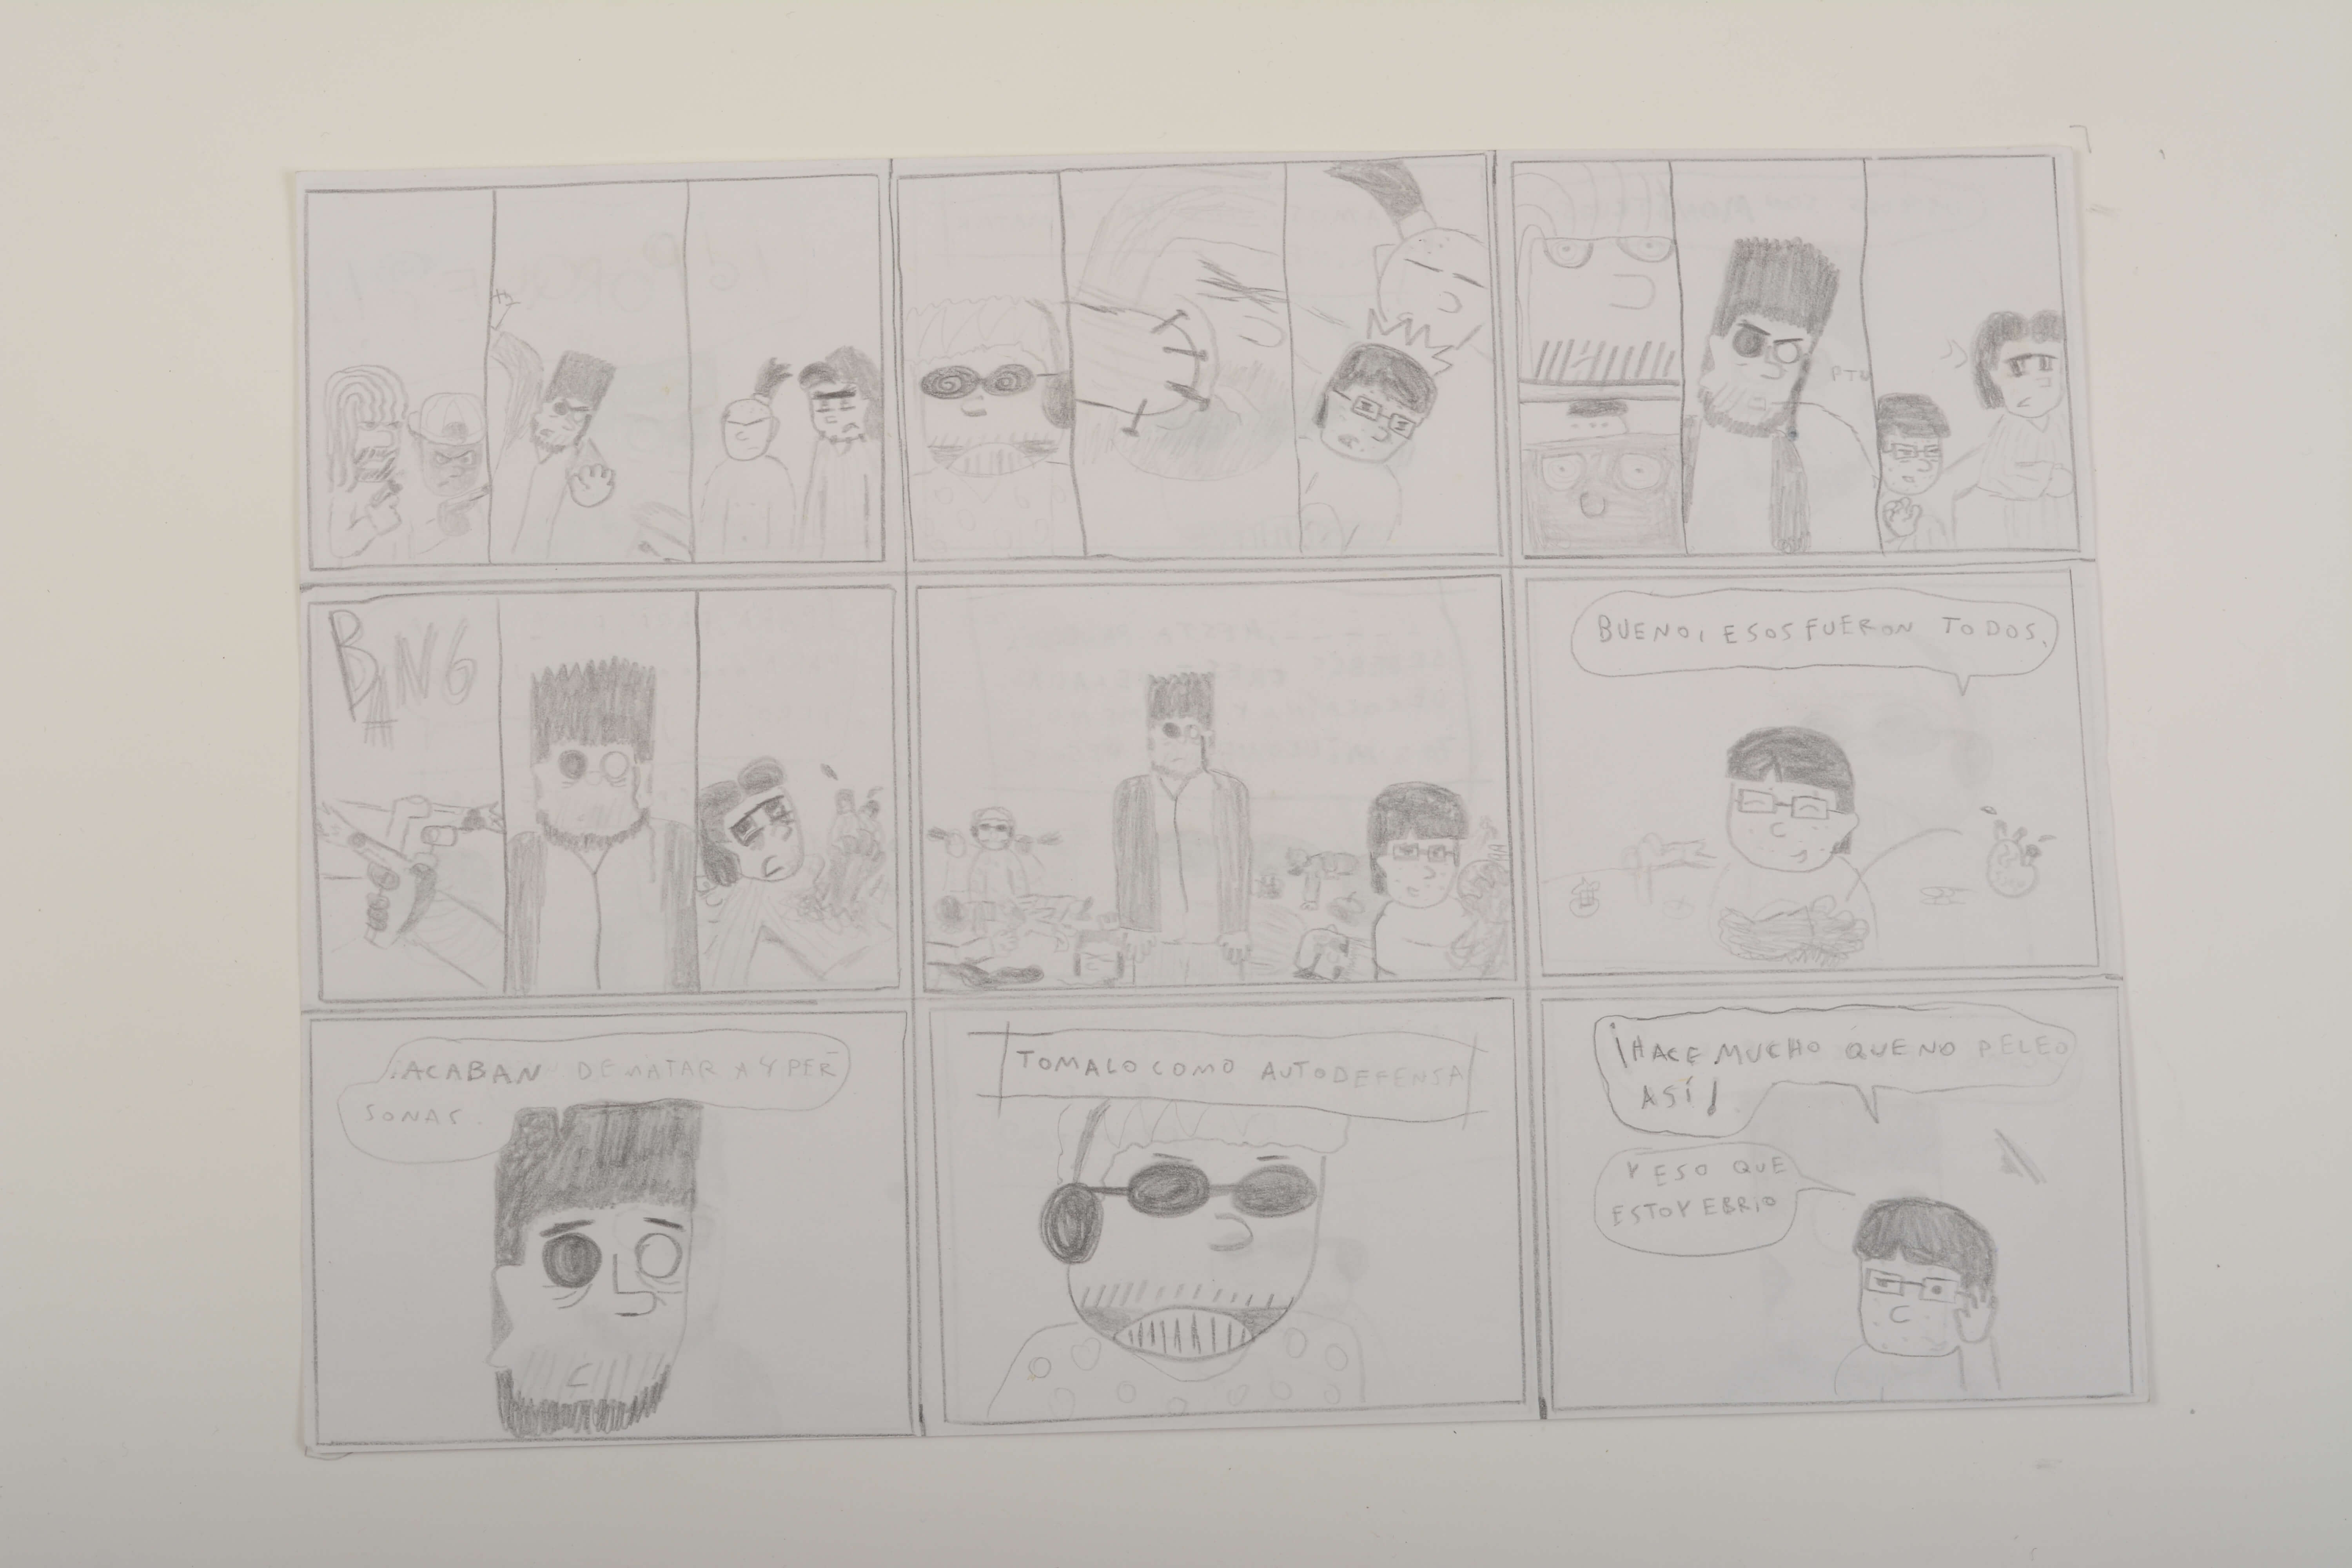 PTU
BANG
BUENO, ESOS FUERON TODOS.
¡ACABAN DE MATAR A 4 PER
SONAS.
TOMALO COMO AUTODEFENSA
¡HACE MUCHO QUE NO PELEO
ASÍ!
Y ESO QUE
ESTOY EBRIO